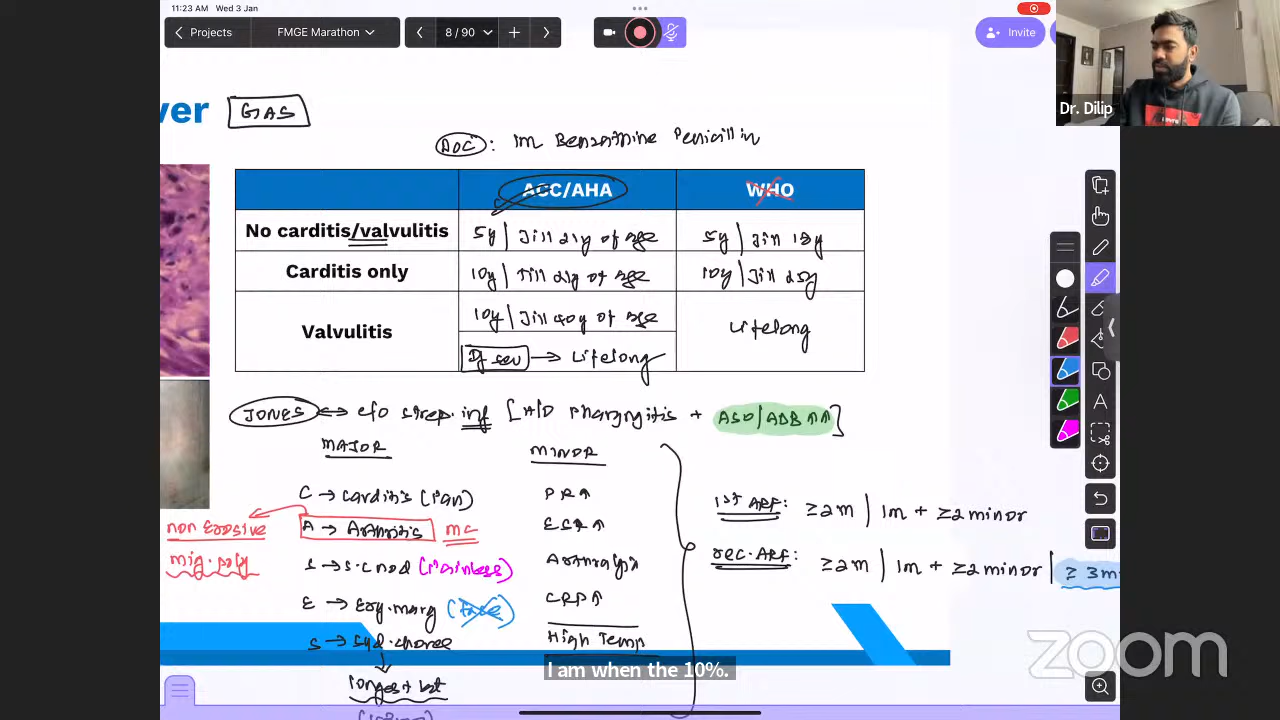 11:23 AM Wed 3 Jan
Projects
FMGE Marathon
8 / 90
Invite
Dr. Dilip
ver
GAS
DOC : Im Benzathine Penicillin
ACC/AHA WHO
No carditis/valvulitis 5y | Till 21y of age 5y | Till 18y
Carditis only 10y | Till 21y of age 10y | Till 25y
Valvulitis 10y | Till 40y of age Lifelong
If sev → Lifelong
JONES ↔ e/o strep. inf [H/O pharyngitis + ASO/ADB ↑↑]
MAJOR
MINOR
C → carditis (Pan)
PR↑
non Erosive
A → Arthritis mc
ESR↑
mig. poly
S → s.c nod (Painless)
Arthralgia
E → Ery. marg (Face)
CRP↑
S → syd. chorea
High Temp
longest lat
1st ARF: ≥2m | 1m + ≥2 minor
rec. ARF: ≥2m | 1m + ≥2 minor | ≥ 3m
I am when the 10%.
zoom